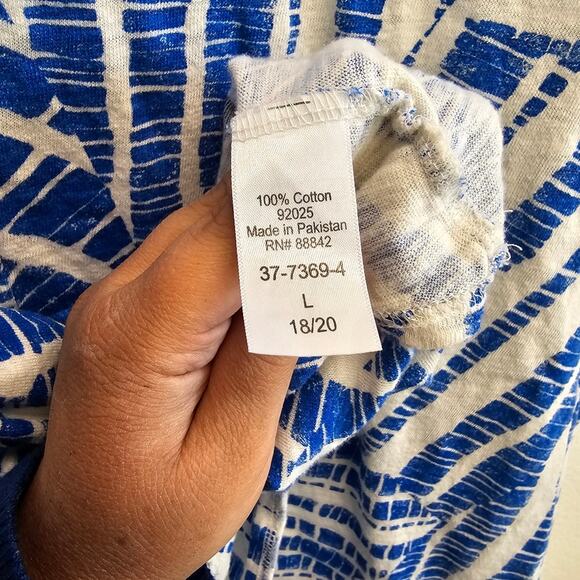 100% Cotton
92025
Made in Pakistan
RN# 88842
37-7369-4
L
18/20